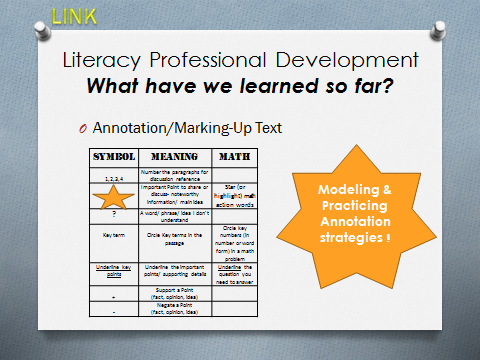 LINK
Literacy Professional Development
What have we learned so far?
Annotation/Marking-Up Text
SYMBOL MEANING MATH
1,2,3,4 Number the paragraphs for
discussion reference
Important Point to share or
discuss- noteworthy
information/ main idea
Star (or
highlight) math
action words
? A word/ phrase/ idea I don't
understand
Key term Circle Key terms in the
passage
Circle key
numbers (in
number or word
form) in a math
problem
Underline key
points
Underline the important
points/ supporting details
Underline the
question you
need to answer
+ Support a Point
(fact, opinion, idea)
- Negate a Point
(fact, opinion, idea)
Modeling &
Practicing
Annotation
strategies !